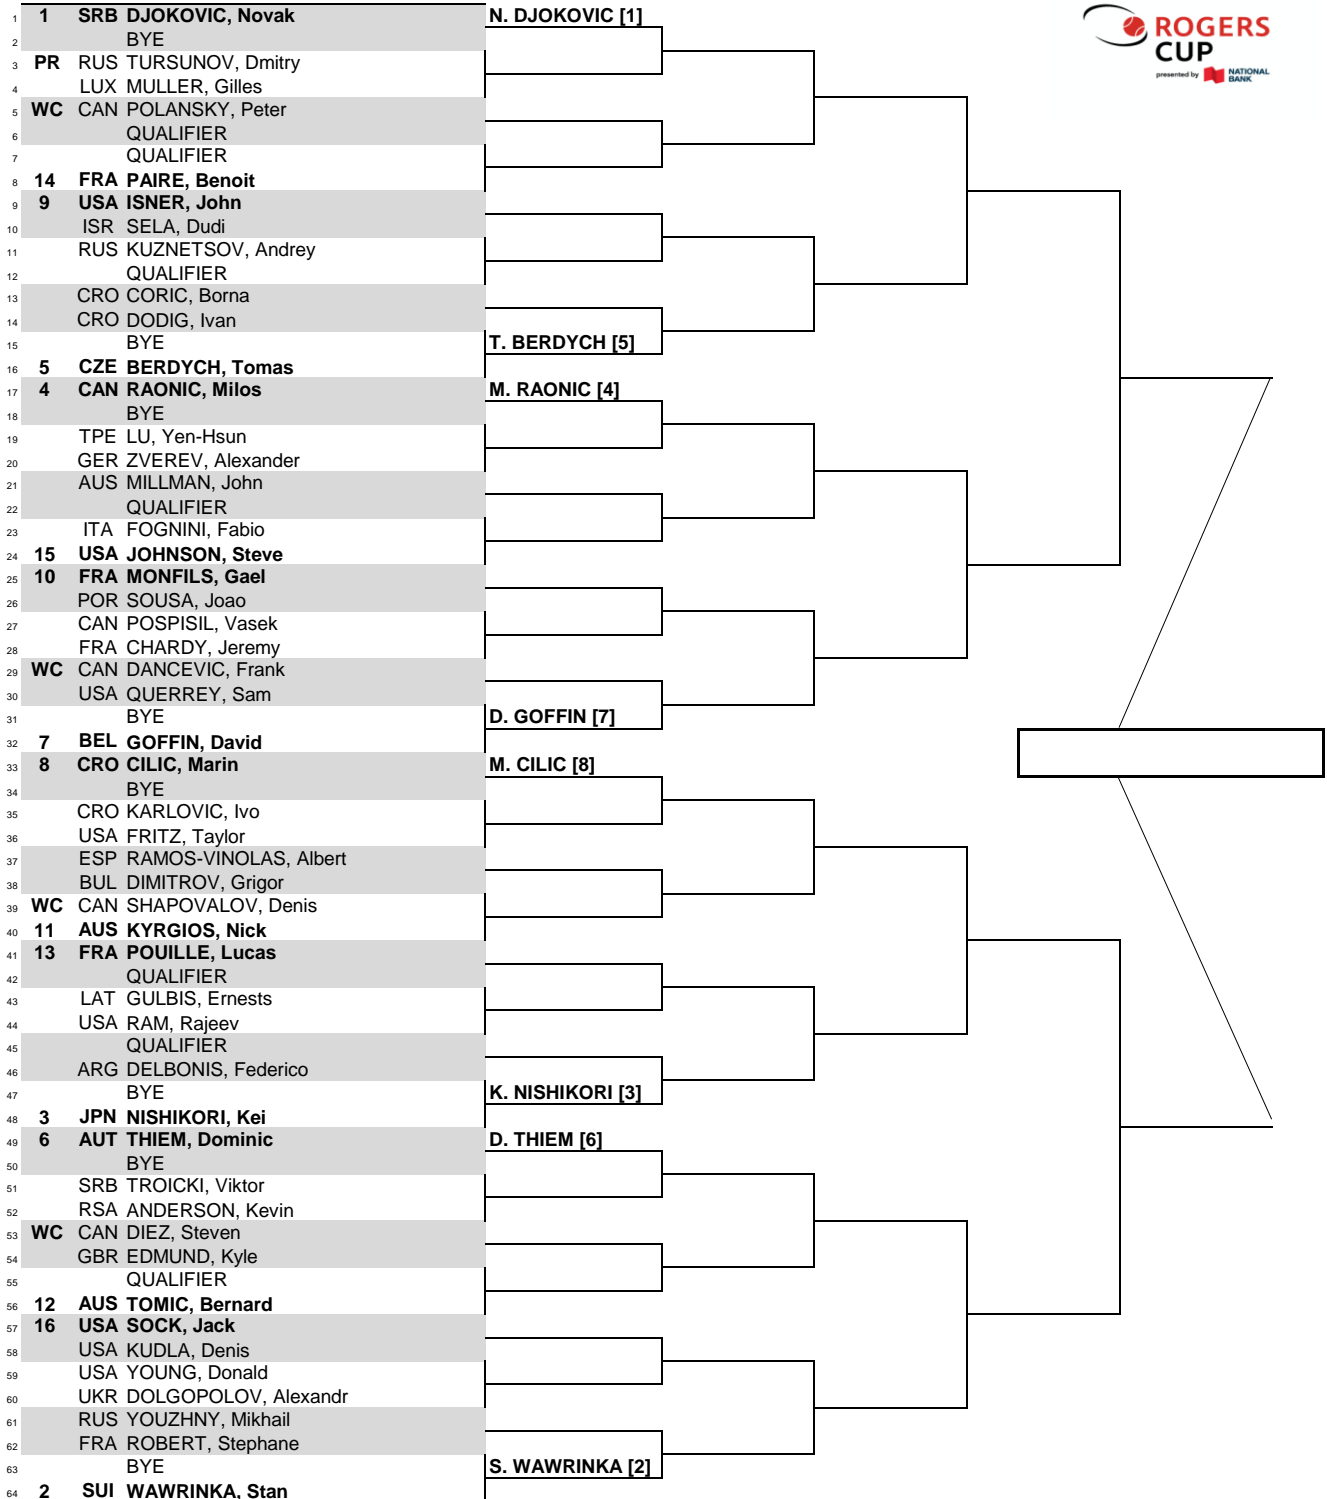 1 1 SRB DJOKOVIC, Novak N. DJOKOVIC [1]
2 BYE
3 PR RUS TURSUNOV, Dmitry
4 LUX MULLER, Gilles
5 WC CAN POLANSKY, Peter
6 QUALIFIER
7 QUALIFIER
8 14 FRA PAIRE, Benoit
9 9 USA ISNER, John
10 ISR SELA, Dudi
11 RUS KUZNETSOV, Andrey
12 QUALIFIER
13 CRO CORIC, Borna
14 CRO DODIG, Ivan
15 BYE T. BERDYCH [5]
16 5 CZE BERDYCH, Tomas
17 4 CAN RAONIC, Milos M. RAONIC [4]
18 BYE
19 TPE LU, Yen-Hsun
20 GER ZVEREV, Alexander
21 AUS MILLMAN, John
22 QUALIFIER
23 ITA FOGNINI, Fabio
24 15 USA JOHNSON, Steve
25 10 FRA MONFILS, Gael
26 POR SOUSA, Joao
27 CAN POSPISIL, Vasek
28 FRA CHARDY, Jeremy
29 WC CAN DANCEVIC, Frank
30 USA QUERREY, Sam
31 BYE D. GOFFIN [7]
32 7 BEL GOFFIN, David
33 8 CRO CILIC, Marin M. CILIC [8]
34 BYE
35 CRO KARLOVIC, Ivo
36 USA FRITZ, Taylor
37 ESP RAMOS-VINOLAS, Albert
38 BUL DIMITROV, Grigor
39 WC CAN SHAPOVALOV, Denis
40 11 AUS KYRGIOS, Nick
41 13 FRA POUILLE, Lucas
42 QUALIFIER
43 LAT GULBIS, Ernests
44 USA RAM, Rajeev
45 QUALIFIER
46 ARG DELBONIS, Federico
47 BYE K. NISHIKORI [3]
48 3 JPN NISHIKORI, Kei
49 6 AUT THIEM, Dominic D. THIEM [6]
50 BYE
51 SRB TROICKI, Viktor
52 RSA ANDERSON, Kevin
53 WC CAN DIEZ, Steven
54 GBR EDMUND, Kyle
55 QUALIFIER
56 12 AUS TOMIC, Bernard
57 16 USA SOCK, Jack
58 USA KUDLA, Denis
59 USA YOUNG, Donald
60 UKR DOLGOPOLOV, Alexandr
61 RUS YOUZHNY, Mikhail
62 FRA ROBERT, Stephane
63 BYE S. WAWRINKA [2]
64 2 SUI WAWRINKA, Stan
ROGERS
CUP
presented by NATIONAL
BANK